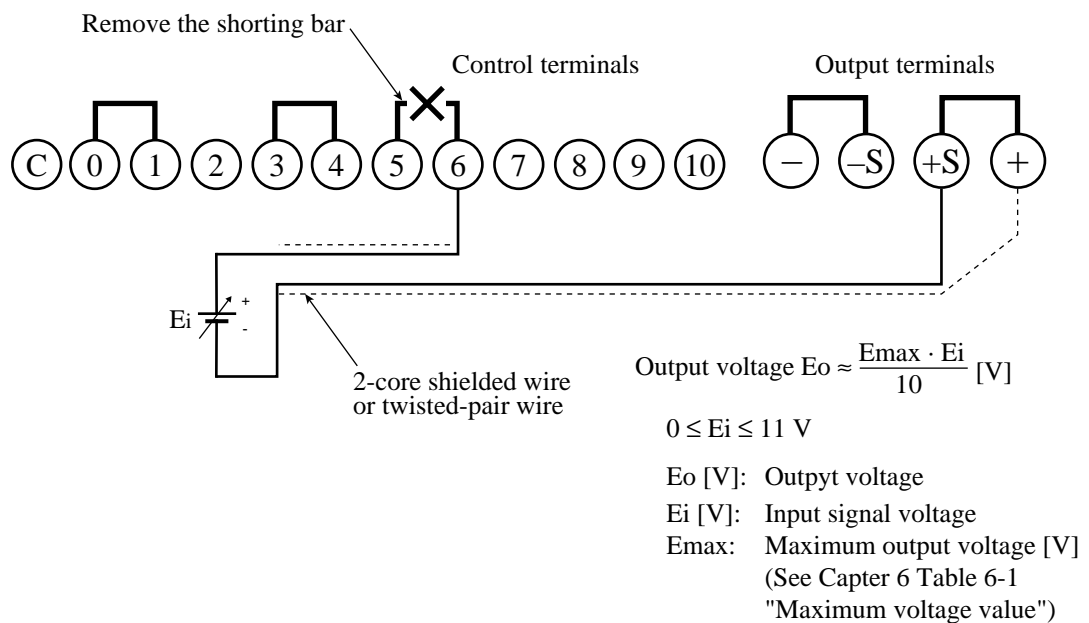 Remove the shorting bar
Control terminals
Output terminals
C 0 1 2 3 4 5 6 7 8 9 10 – –S +S +
Ei
+
-
2-core shielded wire
or twisted-pair wire
Output voltage Eo ≈ Emax · Ei / 10 [V]
0 ≤ Ei ≤ 11 V
Eo [V]: Outpyt voltage
Ei [V]: Input signal voltage
Emax: Maximum output voltage [V]
(See Capter 6 Table 6-1
"Maximum voltage value")